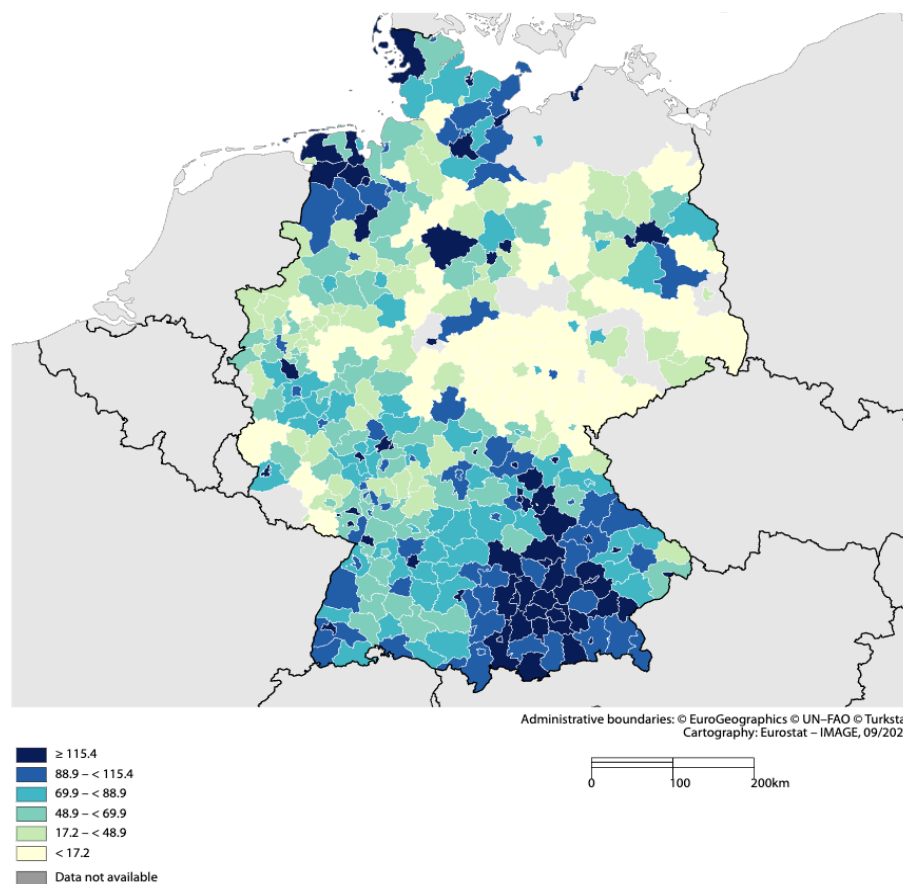 Administrative boundaries: © EuroGeographics © UN–FAO © Turksta
Cartography: Eurostat – IMAGE, 09/202
≥ 115.4
88.9 – < 115.4
69.9 – < 88.9
48.9 – < 69.9
17.2 – < 48.9
< 17.2
Data not available
0 100 200km